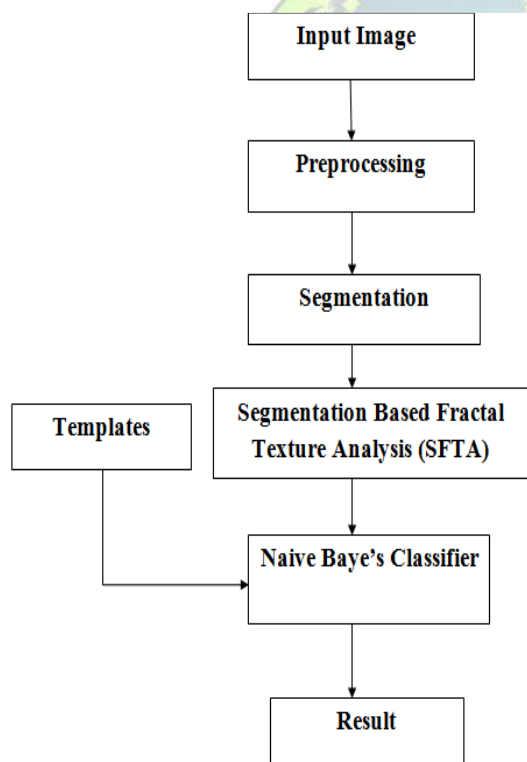 Input Image
Preprocessing
Segmentation
Segmentation Based Fractal
Texture Analysis (SFTA)
Templates
Naive Baye's Classifier
Result